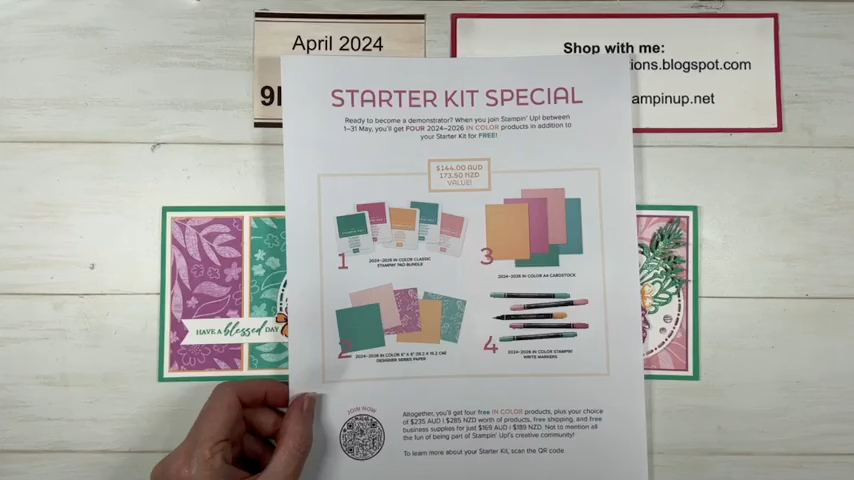 April 2024
9
Shop with me:
tions.blogspot.com
ampinup.net
STARTER KIT SPECIAL
Ready to become a demonstrator? When you join Stampin' Up! between
1–31 May, you'll get FOUR 2024–2026 IN COLOR products in addition to
your Starter Kit for FREE!
$144.00 AUD
173.50 NZD
VALUE!
1
2024–2026 IN COLOR CLASSIC
STAMPIN' PAD BUNDLE
3
2024–2026 IN COLOR A4 CARDSTOCK
2
2024–2026 IN COLOR 6" X 6" (15.2 X 15.2 CM)
DESIGNER SERIES PAPER
4
2024–2026 IN COLOR STAMPIN'
WRITE MARKERS
HAVE A blessed DAY
JOIN NOW
Altogether, you'll get four free IN COLOR products, plus your choice
of $235 AUD | $285 NZD worth of products, free shipping, and free
business supplies for just $169 AUD | $189 NZD. Not to mention all
the fun of being part of Stampin' Up!'s creative community!
To learn more about your Starter Kit, scan the QR code